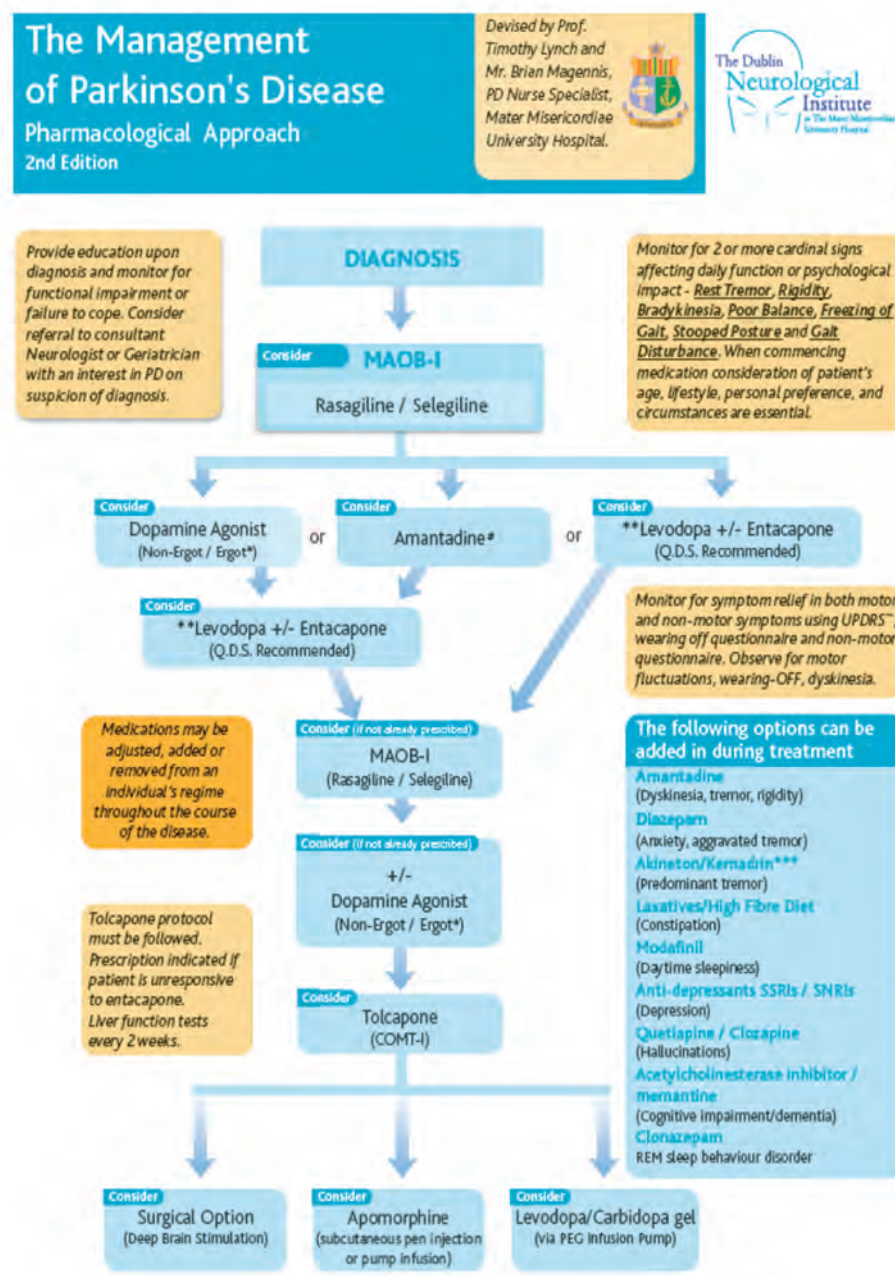 The Management
of Parkinson's Disease
Pharmacological Approach
2nd Edition
Devised by Prof.
Timothy Lynch and
Mr. Brian Magennis,
PD Nurse Specialist,
Mater Misericordiae
University Hospital.
The Dublin
Neurological
Institute
at The Mater Misericordiae
University Hospital
Provide education upon
diagnosis and monitor for
functional impairment or
failure to cope. Consider
referral to consultant
Neurologist or Geriatrician
with an interest in PD on
suspicion of diagnosis.
DIAGNOSIS
Monitor for 2 or more cardinal signs
affecting daily function or psychological
impact - Rest Tremor, Rigidity,
Bradykinesia, Poor Balance, Freezing of
Gait, Stooped Posture and Gait
Disturbance. When commencing
medication consideration of patient's
age, lifestyle, personal preference, and
circumstances are essential.
Consider
MAOB-I
Rasagiline / Selegiline
Consider
Dopamine Agonist
(Non-Ergot / Ergot*)
or
Consider
Amantadine#
or
Consider
**Levodopa +/- Entacapone
(Q.D.S. Recommended)
Consider
**Levodopa +/- Entacapone
(Q.D.S. Recommended)
Monitor for symptom relief in both motor
and non-motor symptoms using UPDRS~,
wearing off questionnaire and non-motor
questionnaire. Observe for motor
fluctuations, wearing-OFF, dyskinesia.
Medications may be
adjusted, added or
removed from an
individual's regime
throughout the course
of the disease.
Consider (if not already prescribed)
MAOB-I
(Rasagiline / Selegiline)
Consider (if not already prescribed)
+/-
Dopamine Agonist
(Non-Ergot / Ergot*)
Tolcapone protocol
must be followed.
Prescription indicated if
patient is unresponsive
to entacapone.
Liver function tests
every 2 weeks.
Consider
Tolcapone
(COMT-I)
The following options can be
added in during treatment
Amantadine
(Dyskinesia, tremor, rigidity)
Diazepam
(Anxiety, aggravated tremor)
Akineton/Kemadrin***
(Predominant tremor)
Laxatives/High Fibre Diet
(Constipation)
Modafinil
(Daytime sleepiness)
Anti-depressants SSRIs / SNRIs
(Depression)
Quetiapine / Clozapine
(Hallucinations)
Acetylcholinesterase inhibitor /
memantine
(Cognitive impairment/dementia)
Clonazepam
REM sleep behaviour disorder
Consider
Surgical Option
(Deep Brain Stimulation)
Consider
Apomorphine
(subcutaneous pen injection
or pump infusion)
Consider
Levodopa/Carbidopa gel
(via PEG Infusion Pump)